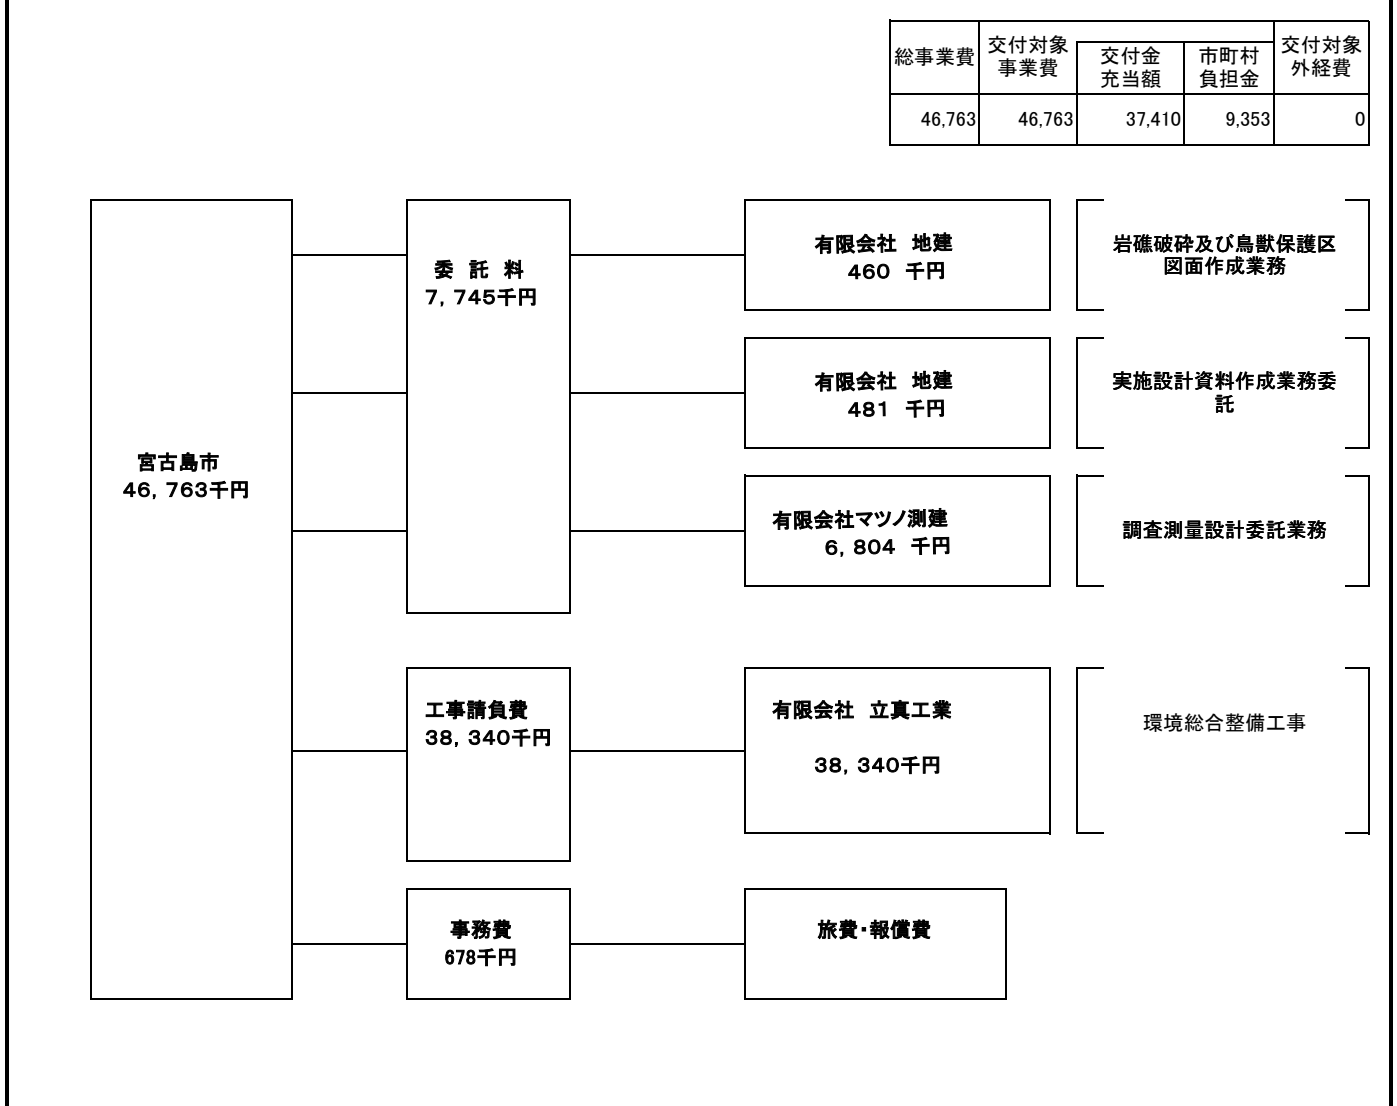 総事業費
交付対象
事業費
交付金
充当額
市町村
負担金
交付対象
外経費
46,763
46,763
37,410
9,353
0
宮古島市
46，763千円
委　託　料
7，745千円
有限会社　地建
460　千円
岩礁破砕及び鳥獣保護区
図面作成業務
有限会社　地建
481　千円
実施設計資料作成業務委
託
有限会社マツノ測建
6，804　千円
調査測量設計委託業務
工事請負費
38，340千円
有限会社　立真工業
38，340千円
環境総合整備工事
事務費
678千円
旅費・報償費